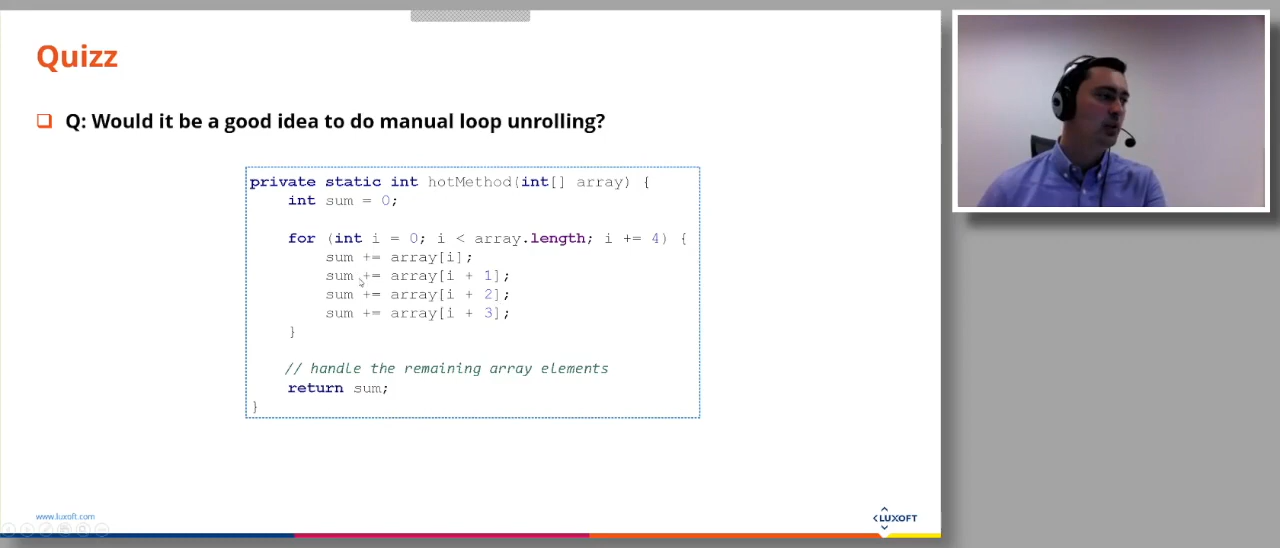 Quizz
Q: Would it be a good idea to do manual loop unrolling?
private static int hotMethod(int[] array) {
int sum = 0;
for (int i = 0; i < array.length; i += 4) {
sum += array[i];
sum += array[i + 1];
sum += array[i + 2];
sum += array[i + 3];
}
// handle the remaining array elements
return sum;
}
www.luxoft.com
LUXOFT